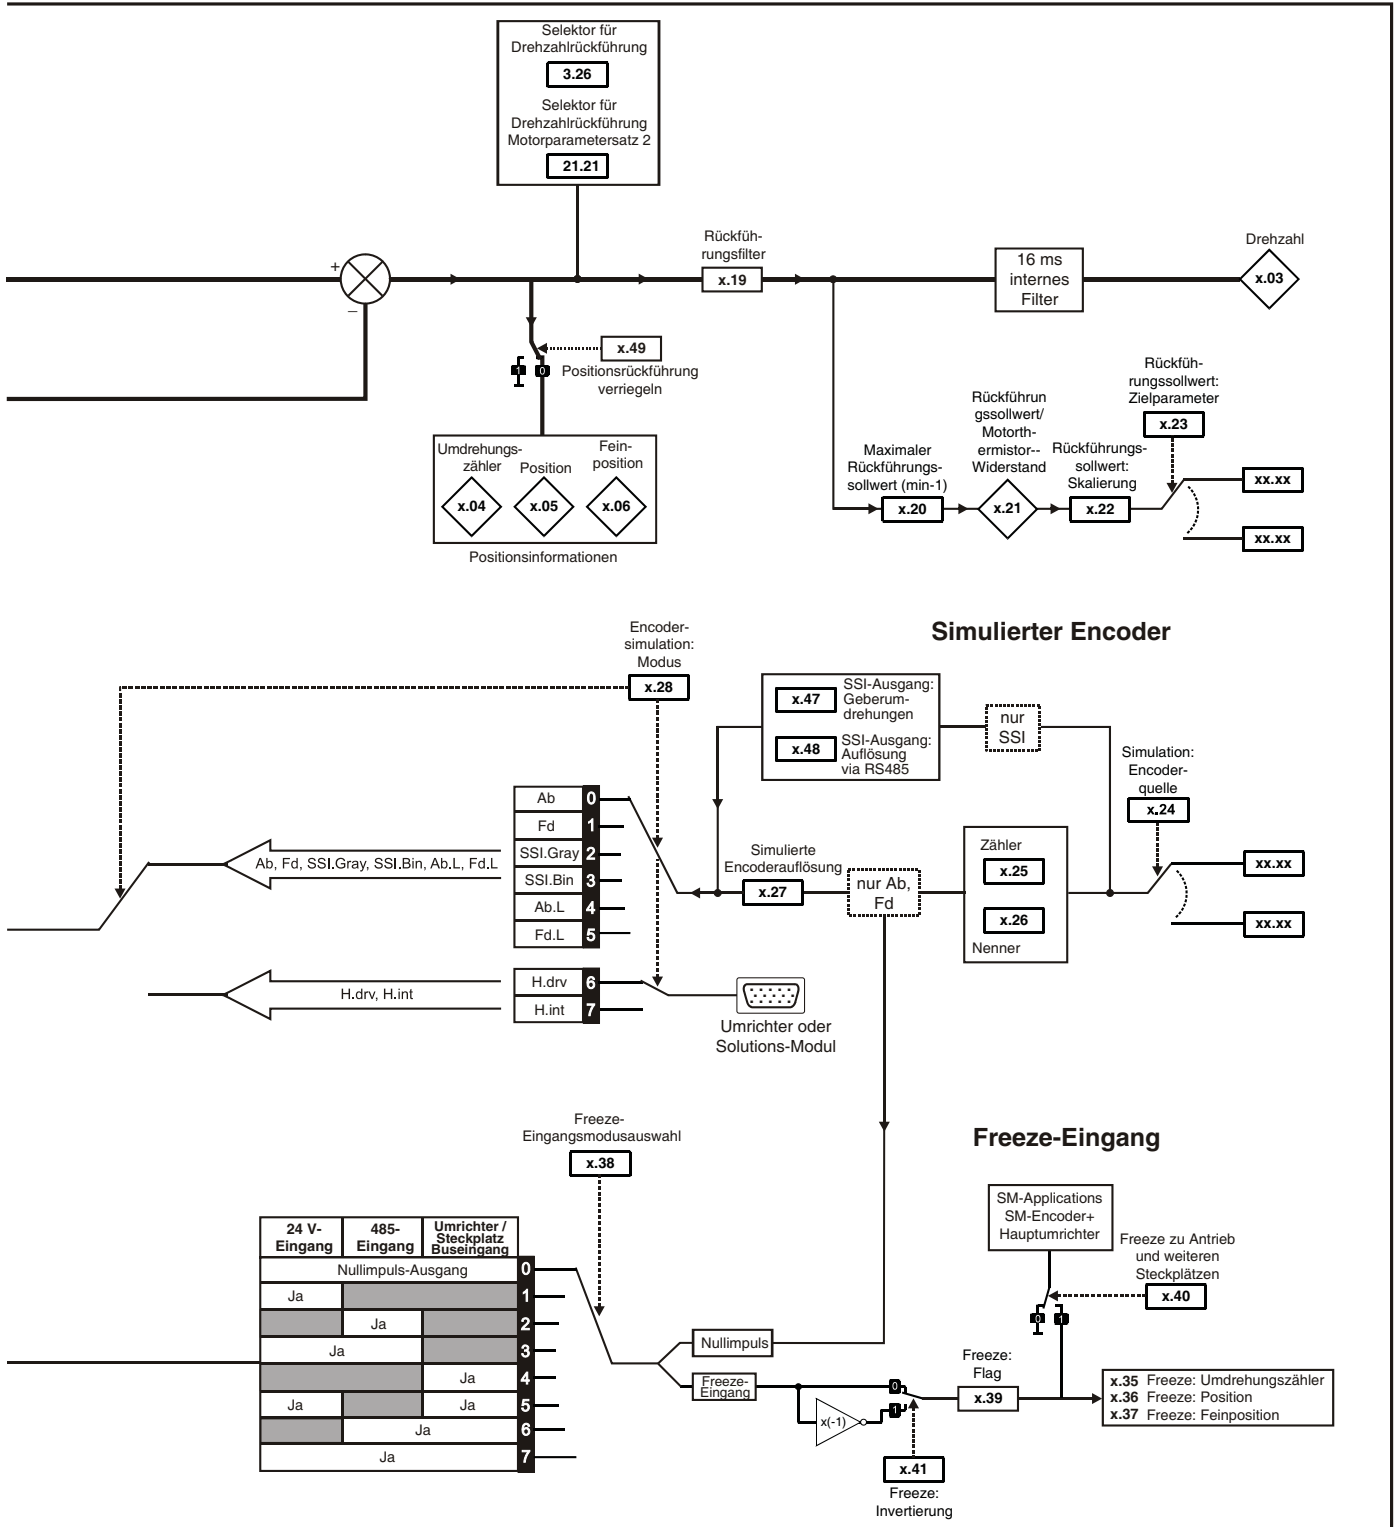 Selektor für
Drehzahlrückführung
3.26
Selektor für
Drehzahlrückführung
Motorparametersatz 2
21.21
+
−
Rückfüh-
rungsfilter
x.19
16 ms
internes
Filter
Drehzahl
x.03
x.49
1 0
Positionsrückführung
verriegeln
Umdrehungs-
zähler
x.04
Position
x.05
Fein-
position
x.06
Positionsinformationen
Maximaler
Rückführungs-
sollwert (min-1)
x.20
Rückführun
gssollwert/
Motorth-
ermistor--
Widerstand
x.21
Rückführungs-
sollwert:
Skalierung
x.22
Rückfüh-
rungssollwert:
Zielparameter
x.23
xx.xx
xx.xx
Simulierter Encoder
Encoder-
simulation:
Modus
x.28
x.47
SSI-Ausgang:
Geberum-
drehungen
x.48
SSI-Ausgang:
Auflösung
via RS485
nur
SSI
Simulation:
Encoder-
quelle
x.24
xx.xx
xx.xx
Ab 0
Fd 1
SSI.Gray 2
SSI.Bin 3
Ab.L 4
Fd.L 5
Ab, Fd, SSI.Gray, SSI.Bin, Ab.L, Fd.L
Simulierte
Encoderauflösung
x.27
nur Ab,
Fd
Zähler
x.25
x.26
Nenner
H.drv 6
H.int 7
H.drv, H.int
Umrichter oder
Solutions-Modul
Freeze-
Eingangsmodusauswahl
x.38
Freeze-Eingang
SM-Applications
SM-Encoder+
Hauptumrichter
Freeze zu Antrieb
und weiteren
Steckplätzen
x.40
0 1
24 V-
Eingang
485-
Eingang
Umrichter /
Steckplatz
Buseingang
Nullimpuls-Ausgang 0
Ja 1
Ja 2
Ja 3
Ja 4
Ja Ja 5
Ja 6
Ja 7
Nullimpuls
Freeze-
Eingang
x(-1)
0
1
x.41
Freeze:
Invertierung
Freeze:
Flag
x.39
x.35 Freeze: Umdrehungszähler
x.36 Freeze: Position
x.37 Freeze: Feinposition